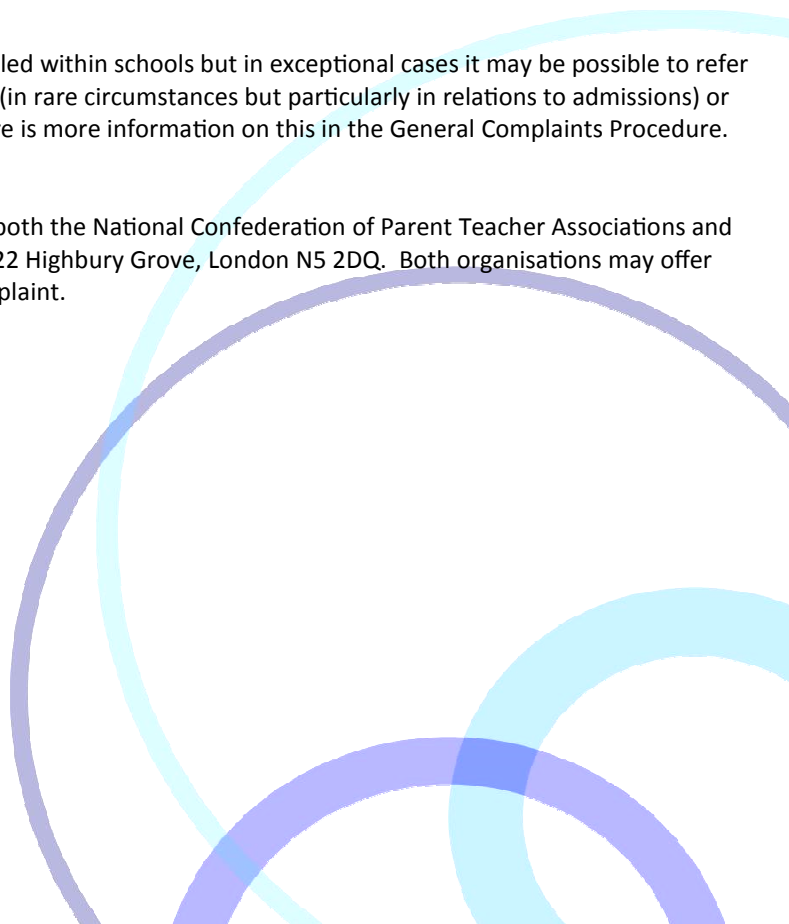 led within schools but in exceptional cases it may be possible to refer
(in rare circumstances but particularly in relations to admissions) or
e is more information on this in the General Complaints Procedure.
both the National Confederation of Parent Teacher Associations and
22 Highbury Grove, London N5 2DQ.  Both organisations may offer
plaint.